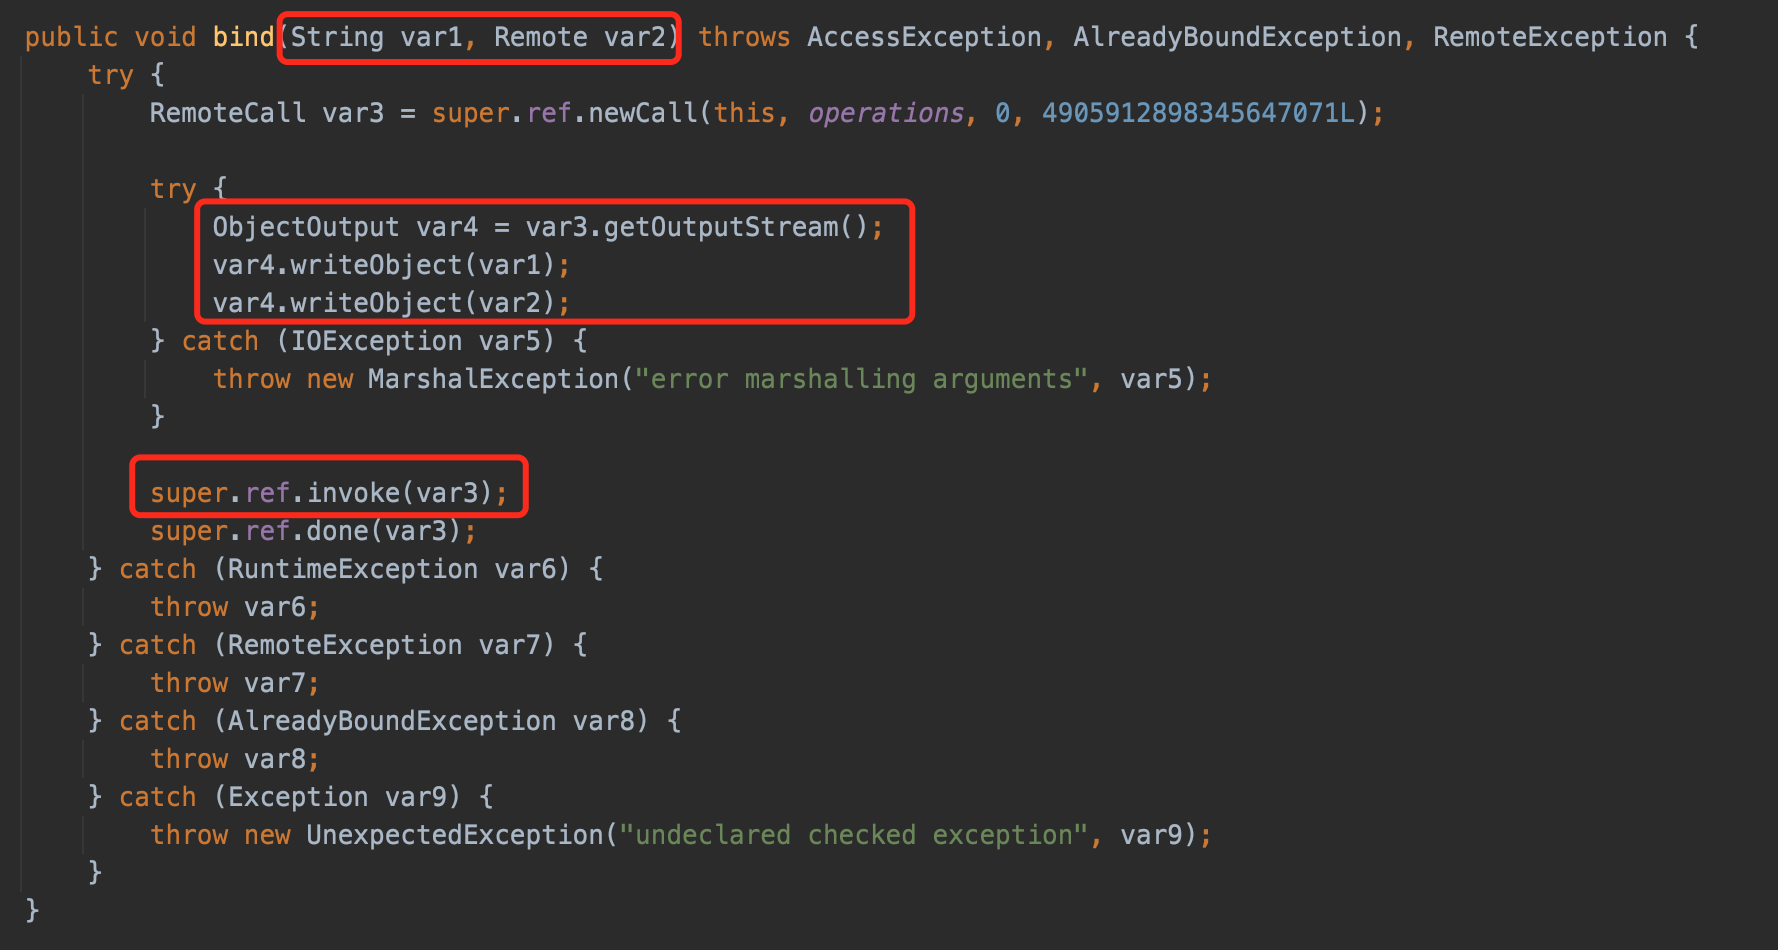 public void bind(String var1, Remote var2) throws AccessException, AlreadyBoundException, RemoteException {
    try {
        RemoteCall var3 = super.ref.newCall(this, operations, 0, 4905912898345647071L);

        try {
            ObjectOutput var4 = var3.getOutputStream();
            var4.writeObject(var1);
            var4.writeObject(var2);
        } catch (IOException var5) {
            throw new MarshalException("error marshalling arguments", var5);
        }

        super.ref.invoke(var3);
        super.ref.done(var3);
    } catch (RuntimeException var6) {
        throw var6;
    } catch (RemoteException var7) {
        throw var7;
    } catch (AlreadyBoundException var8) {
        throw var8;
    } catch (Exception var9) {
        throw new UnexpectedException("undeclared checked exception", var9);
    }
}